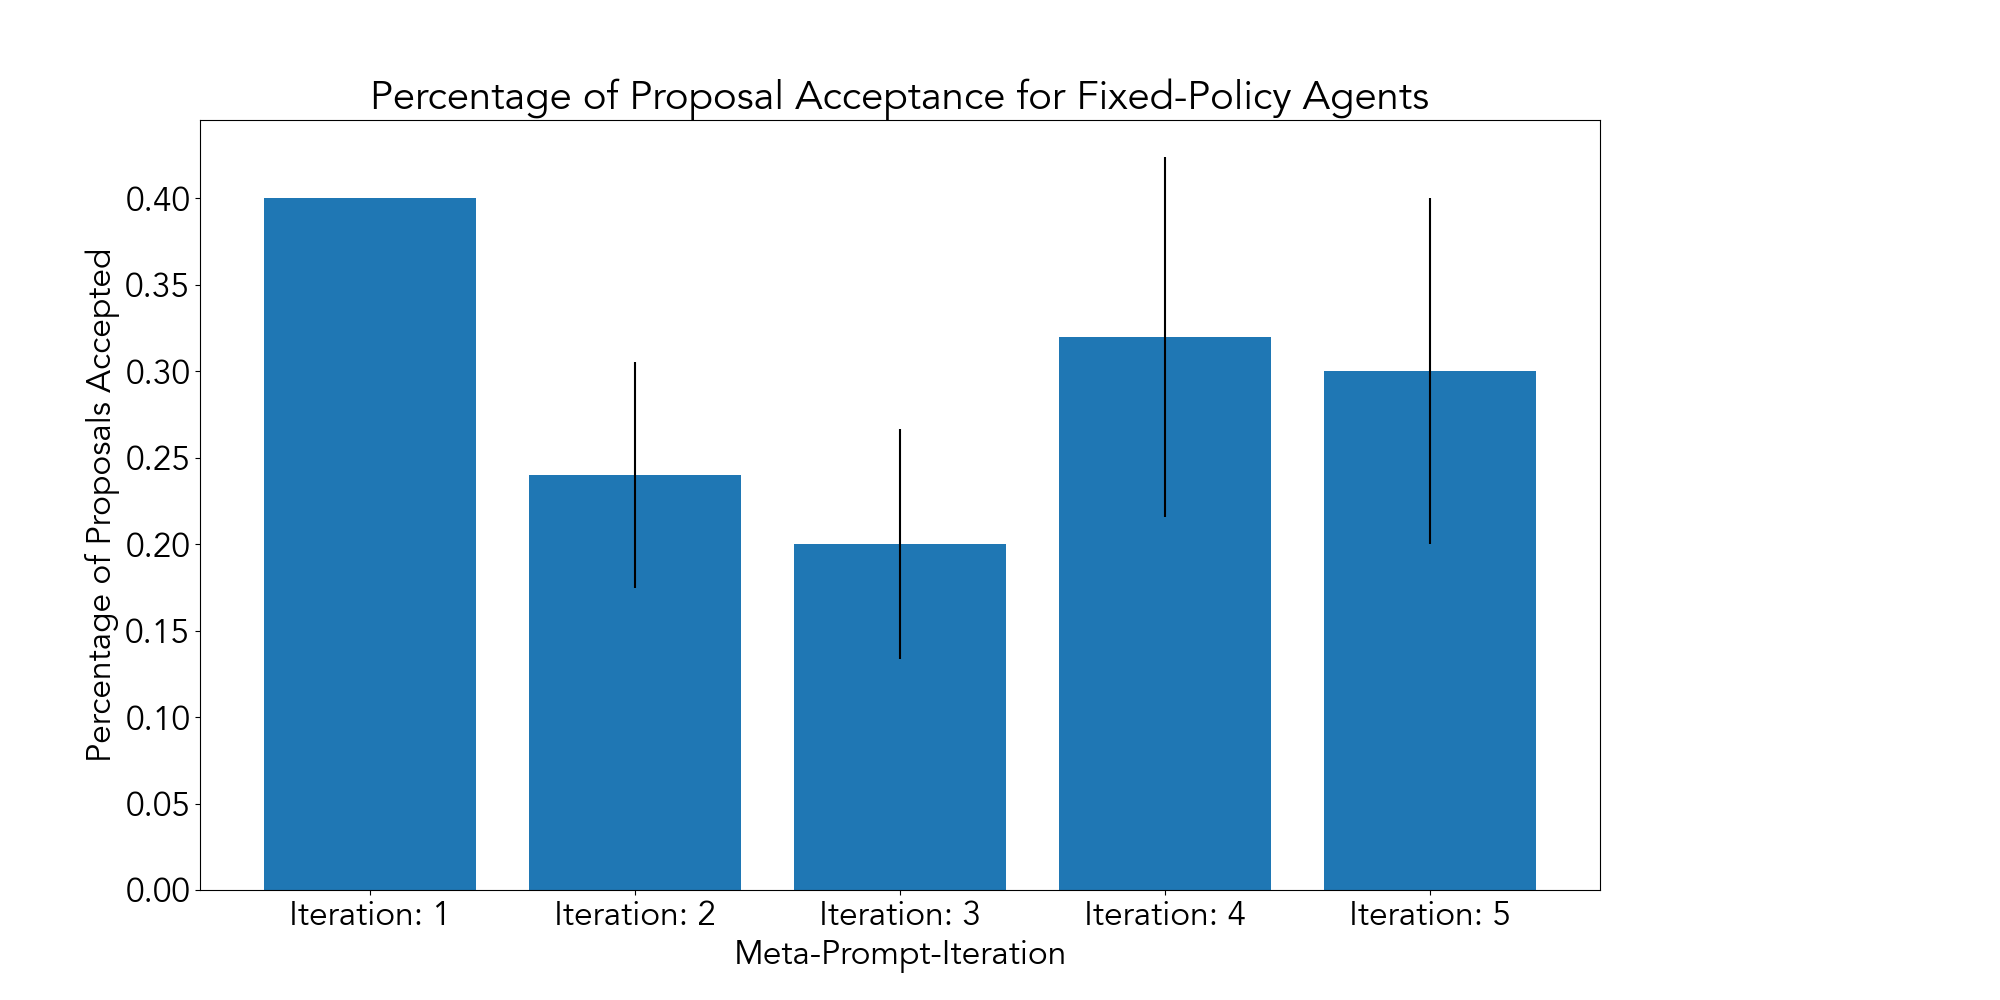 Percentage of Proposal Acceptance for Fixed-Policy Agents
Percentage of Proposals Accepted
0.40
0.35
0.30
0.25
0.20
0.15
0.10
0.05
0.00
Iteration: 1
Iteration: 2
Iteration: 3
Iteration: 4
Iteration: 5
Meta-Prompt-Iteration